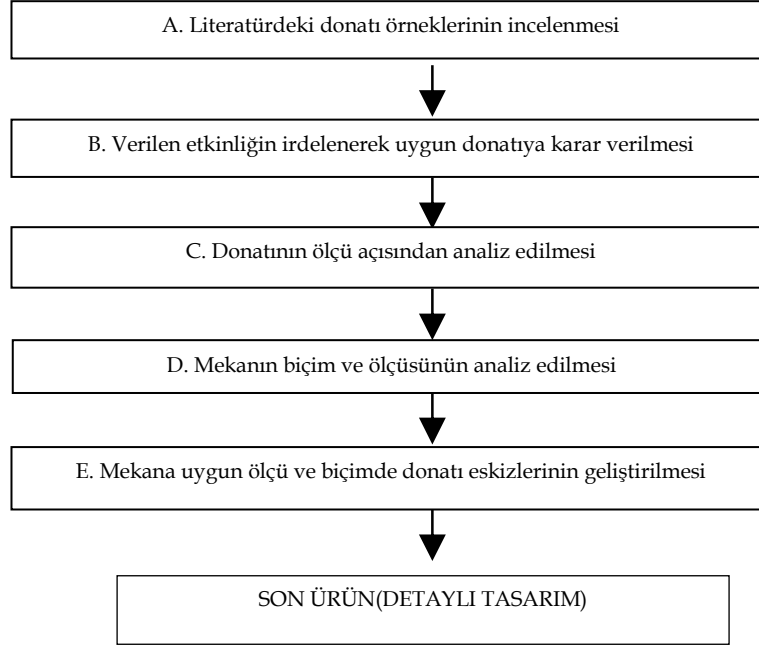 A. Literatürdeki donatı örneklerinin incelenmesi
B. Verilen etkinliğin irdelenerek uygun donatıya karar verilmesi
C. Donatının ölçü açısından analiz edilmesi
D. Mekanın biçim ve ölçüsünün analiz edilmesi
E. Mekana uygun ölçü ve biçimde donatı eskizlerinin geliştirilmesi
SON ÜRÜN(DETAYLI TASARIM)